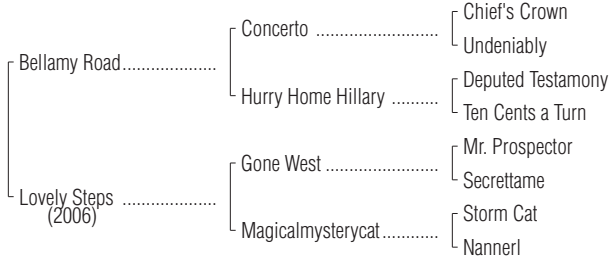 Chief's Crown
Concerto ........................
Undeniably
Bellamy Road...................
Deputed Testamony
Hurry Home Hillary ..........
Ten Cents a Turn
Mr. Prospector
Gone West ......................
Secrettame
Lovely Steps ...................
(2006)
Storm Cat
Magicalmysterycat............
Nannerl